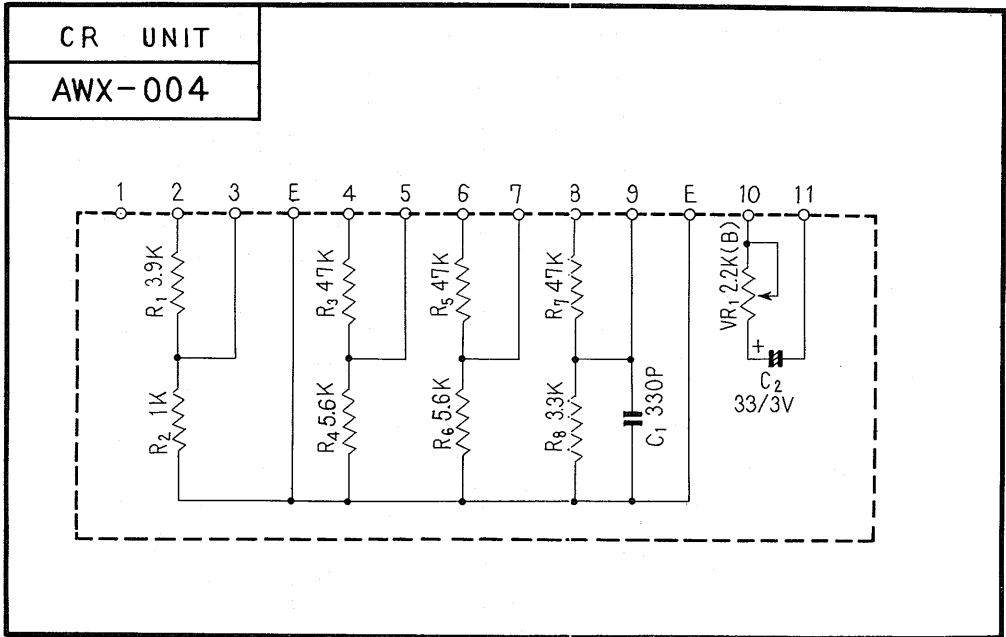 CR UNIT
AWX-004
1 2 3 E 4 5 6 7 8 9 E 10 11
R1 3.9K
R2 1K
R3 47K
R4 5.6K
R5 47K
R6 5.6K
R7 47K
R8 3.3K
C1 330P
VR1 2.2K(B)
+
C2
33/3V